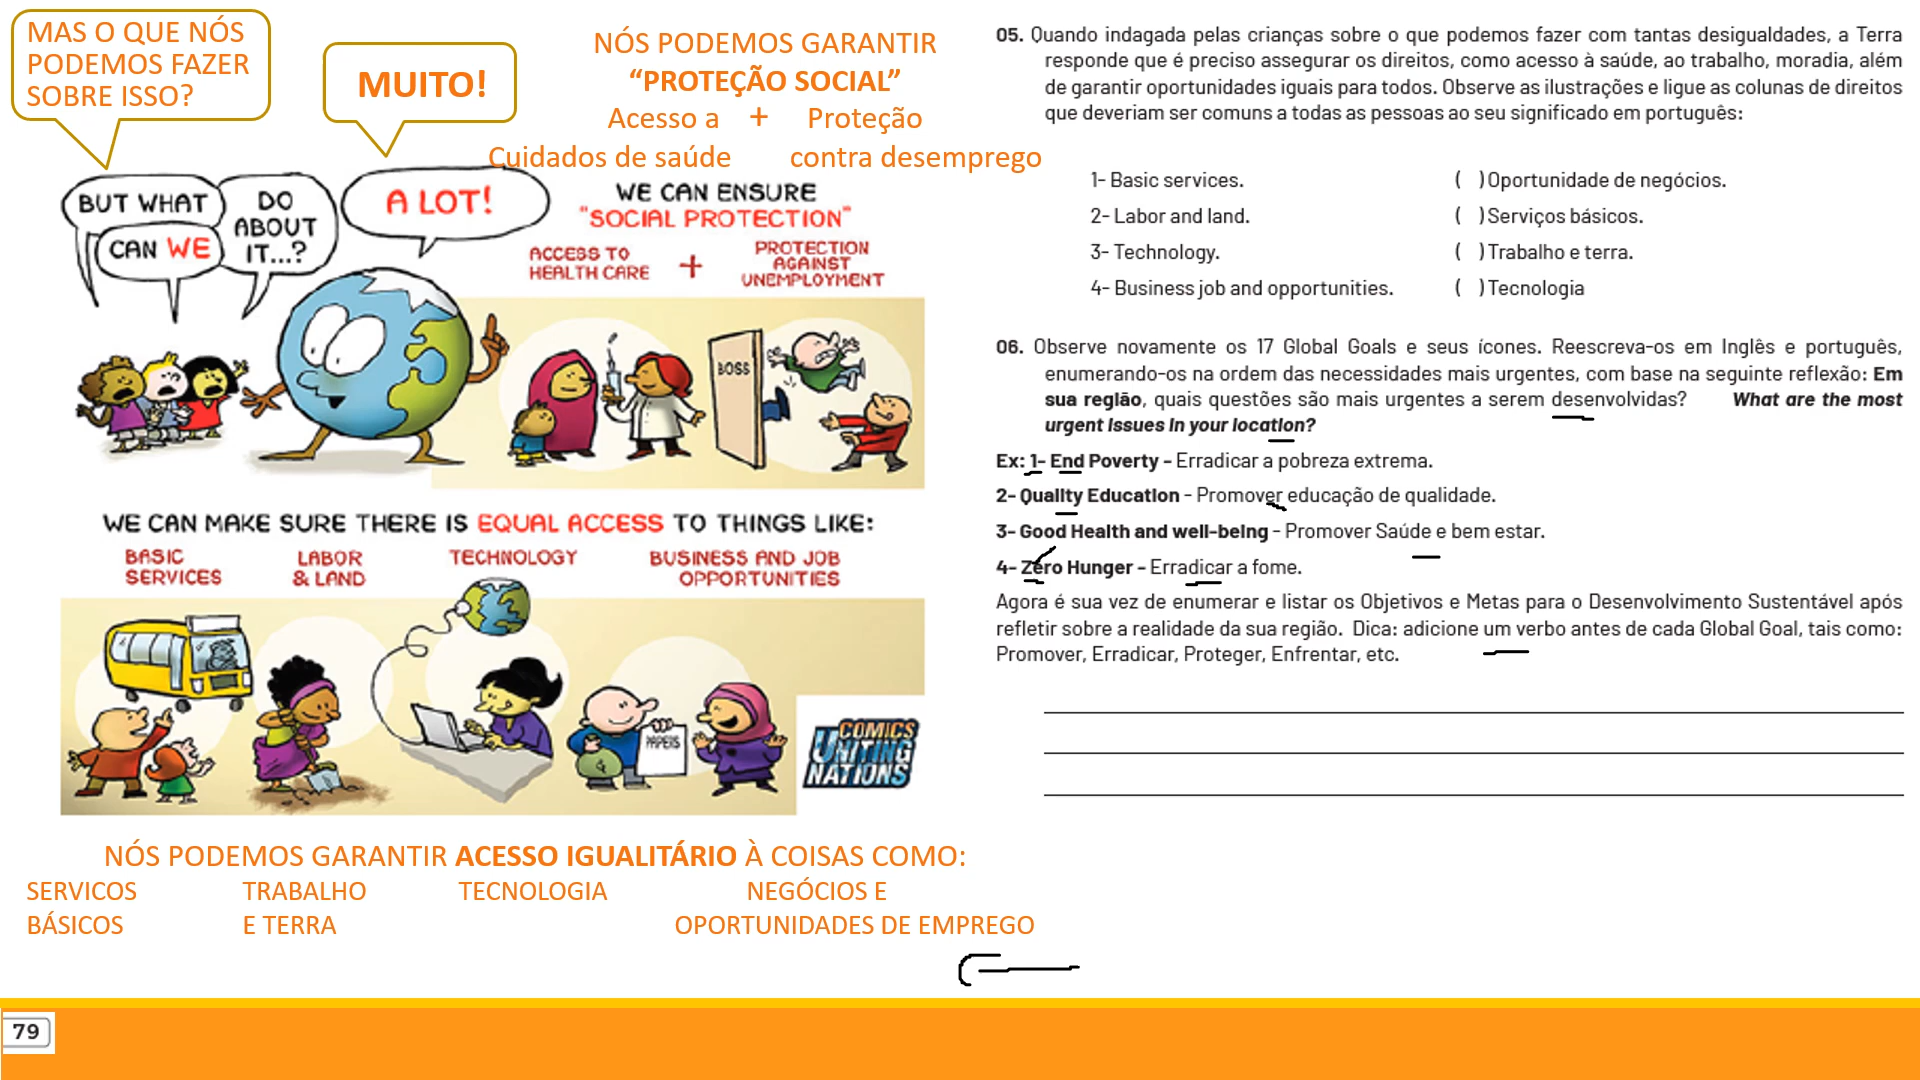 MAS O QUE NÓS
PODEMOS FAZER
SOBRE ISSO?
MUITO!
NÓS PODEMOS GARANTIR
“PROTEÇÃO SOCIAL”
Acesso a + Proteção
Cuidados de saúde contra desemprego
BUT WHAT
CAN WE
DO
ABOUT
IT...?
A LOT!
WE CAN ENSURE
"SOCIAL PROTECTION"
ACCESS TO
HEALTH CARE
+
PROTECTION
AGAINST
UNEMPLOYMENT
BOSS
WE CAN MAKE SURE THERE IS EQUAL ACCESS TO THINGS LIKE:
BASIC
SERVICES
LABOR
& LAND
TECHNOLOGY
BUSINESS AND JOB
OPPORTUNITIES
PAPERS
COMICS
UNITING
NATIONS
NÓS PODEMOS GARANTIR ACESSO IGUALITÁRIO À COISAS COMO:
SERVICOS
BÁSICOS
TRABALHO
E TERRA
TECNOLOGIA
NEGÓCIOS E
OPORTUNIDADES DE EMPREGO
79
05. Quando indagada pelas crianças sobre o que podemos fazer com tantas desigualdades, a Terra
responde que é preciso assegurar os direitos, como acesso à saúde, ao trabalho, moradia, além
de garantir oportunidades iguais para todos. Observe as ilustrações e ligue as colunas de direitos
que deveriam ser comuns a todas as pessoas ao seu significado em português:
1- Basic services. ( ) Oportunidade de negócios.
2- Labor and land. ( ) Serviços básicos.
3- Technology. ( ) Trabalho e terra.
4- Business job and opportunities. ( ) Tecnologia
06. Observe novamente os 17 Global Goals e seus ícones. Reescreva-os em Inglês e português,
enumerando-os na ordem das necessidades mais urgentes, com base na seguinte reflexão: Em
sua região, quais questões são mais urgentes a serem desenvolvidas? What are the most
urgent issues in your location?
Ex: 1- End Poverty - Erradicar a pobreza extrema.
2- Quality Education - Promover educação de qualidade.
3- Good Health and well-being - Promover Saúde e bem estar.
4- Zero Hunger - Erradicar a fome.
Agora é sua vez de enumerar e listar os Objetivos e Metas para o Desenvolvimento Sustentável após
refletir sobre a realidade da sua região. Dica: adicione um verbo antes de cada Global Goal, tais como:
Promover, Erradicar, Proteger, Enfrentar, etc.